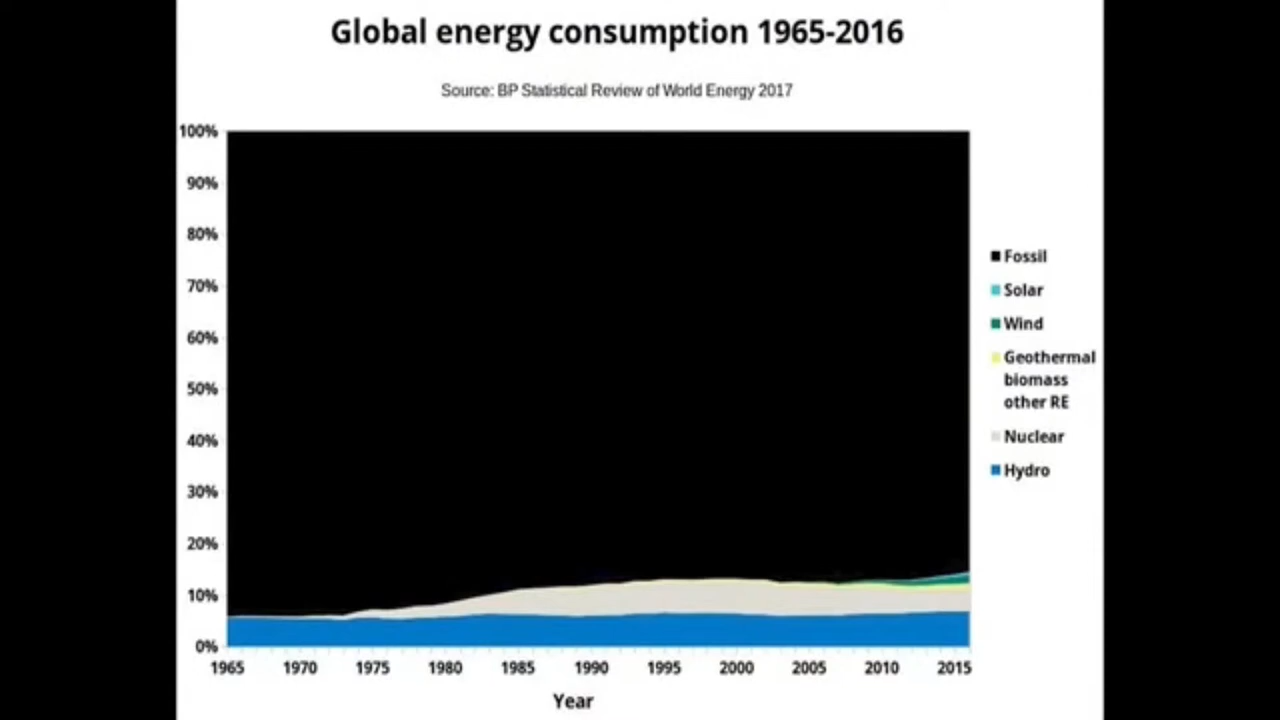 Global energy consumption 1965-2016
Source: BP Statistical Review of World Energy 2017
100%
90%
80%
70%
60%
50%
40%
30%
20%
10%
0%
1965 1970 1975 1980 1985 1990 1995 2000 2005 2010 2015
Year
Fossil
Solar
Wind
Geothermal
biomass
other RE
Nuclear
Hydro